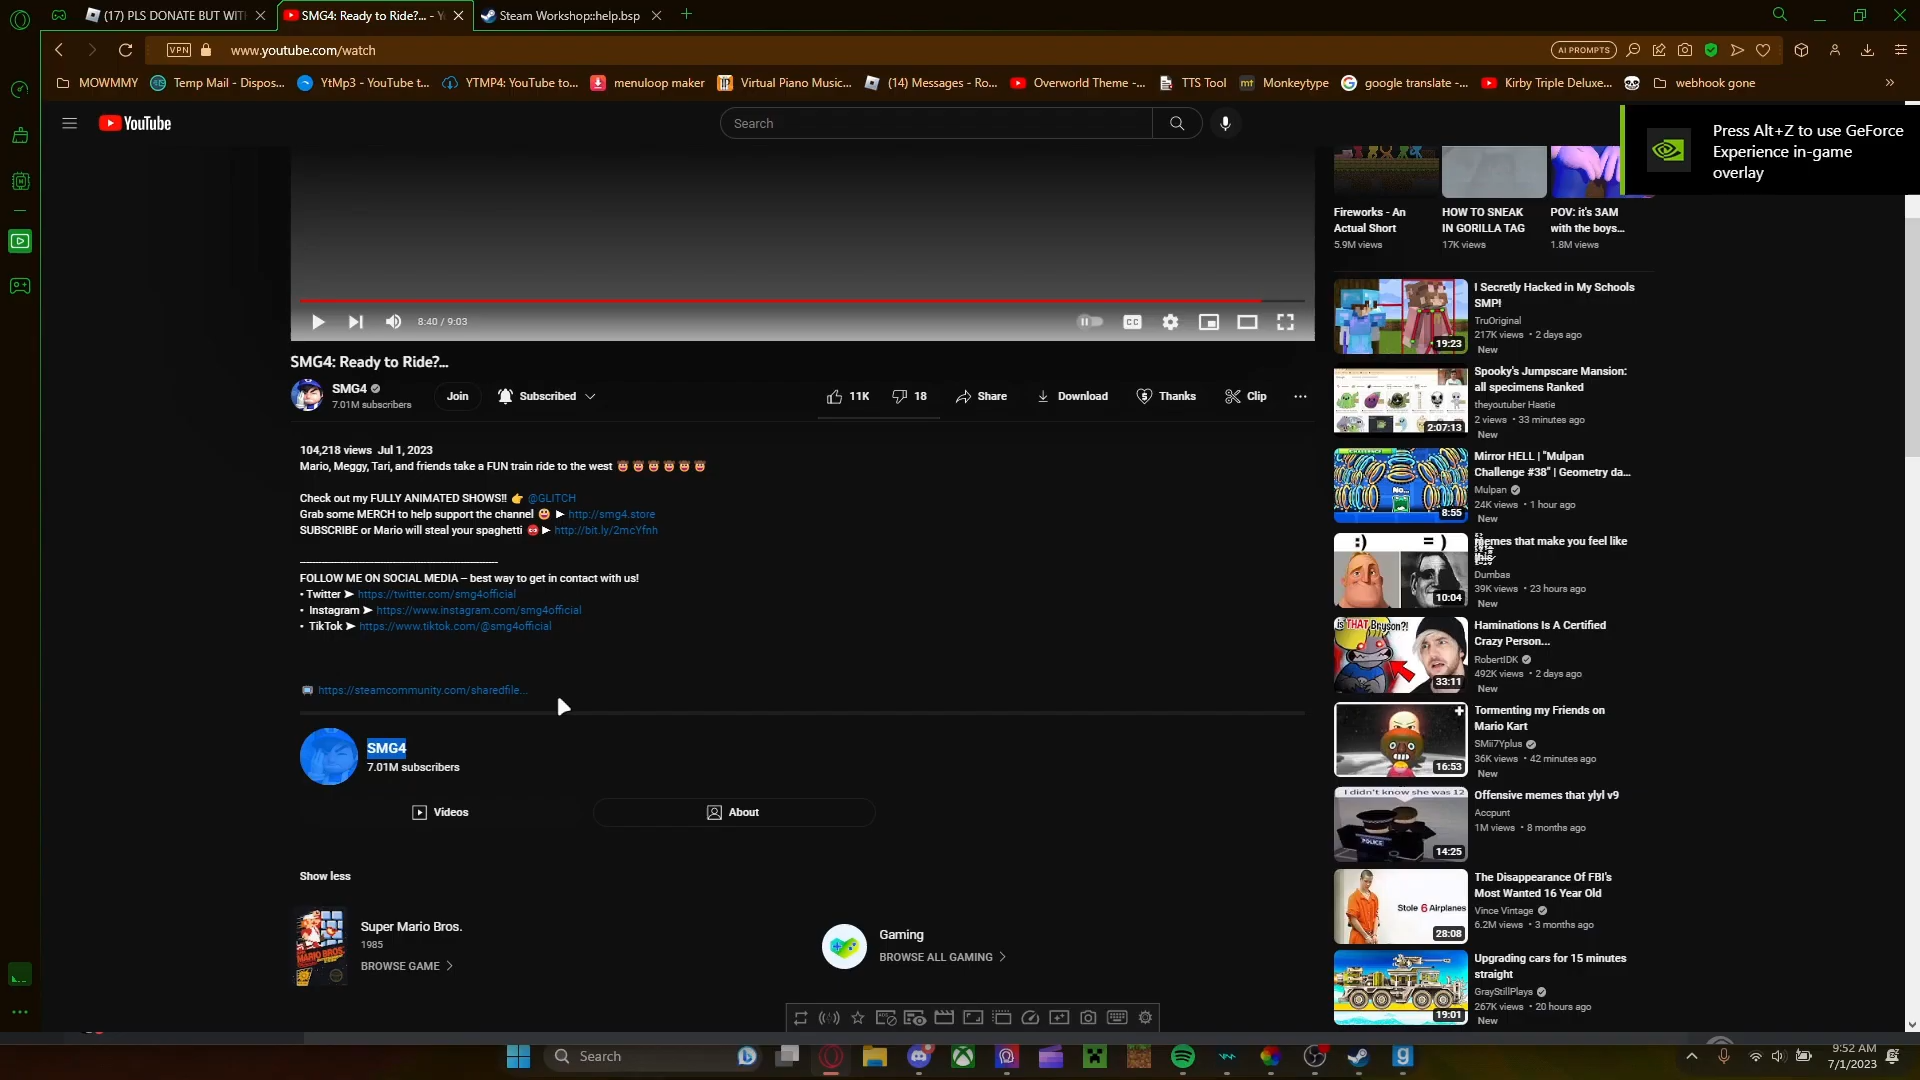 (17) PLS DONATE BUT WITH
SMG4: Ready to Ride?... - Y
Steam Workshop::help.bsp
VPN
www.youtube.com/watch
AI PROMPTS
MOWMMY
Temp Mail - Dispos...
YtMp3 - YouTube t...
YTMP4: YouTube to...
menuloop maker
Virtual Piano Music...
(14) Messages - Ro...
Overworld Theme -...
TTS Tool
mt
Monkeytype
google translate -...
Kirby Triple Deluxe...
webhook gone
»
YouTube
Search
Press Alt+Z to use GeForce
Experience in-game
overlay
Fireworks - An
Actual Short
5.9M views
HOW TO SNEAK
IN GORILLA TAG
17K views
POV: it's 3AM
with the boys...
1.8M views
8:40 / 9:03
CC
SMG4: Ready to Ride?...
SMG4
7.01M subscribers
Join
Subscribed
11K
18
Share
Download
Thanks
Clip
104,218 views Jul 1, 2023
Mario, Meggy, Tari, and friends take a FUN train ride to the west 🤠🤠🤠🤠🤠🤠
Check out my FULLY ANIMATED SHOWS!! 👉 @GLITCH
Grab some MERCH to help support the channel 😃 ► http://smg4.store
SUBSCRIBE or Mario will steal your spaghetti 😡 ► http://bit.ly/2mcYfnh
FOLLOW ME ON SOCIAL MEDIA – best way to get in contact with us!
• Twitter ➤ https://twitter.com/smg4official
• Instagram ➤ https://www.instagram.com/smg4official
• TikTok ➤ https://www.tiktok.com/@smg4official
https://steamcommunity.com/sharedfile...
SMG4
7.01M subscribers
Videos
About
Show less
MARIO BROS.
Super Mario Bros.
1985
BROWSE GAME
Gaming
BROWSE ALL GAMING
19:23
I Secretly Hacked in My Schools
SMP!
TruOriginal
217K views • 2 days ago
New
2:07:13
Spooky's Jumpscare Mansion:
all specimens Ranked
theyoutuber Hastie
2 views • 33 minutes ago
New
No...
8:55
Mirror HELL | "Mulpan
Challenge #38" | Geometry da...
Mulpan
24K views • 1 hour ago
New
:)
= )
10:04
memes that make you feel like
this
Dumbas
39K views • 23 hours ago
New
is THAT Bryson?!
33:11
Haminations Is A Certified
Crazy Person...
RobertIDK
492K views • 2 days ago
New
16:53
Tormenting my Friends on
Mario Kart
SMii7Yplus
36K views • 42 minutes ago
New
I didn't know she was 12
POLICE
14:25
Offensive memes that ylyl v9
Accpunt
1M views • 8 months ago
Stole 6 Airplanes
28:08
The Disappearance Of FBI's
Most Wanted 16 Year Old
Vince Vintage
6.2M views • 3 months ago
19:01
Upgrading cars for 15 minutes
straight
GrayStillPlays
267K views • 20 hours ago
New
Search
9:52 AM
7/1/2023